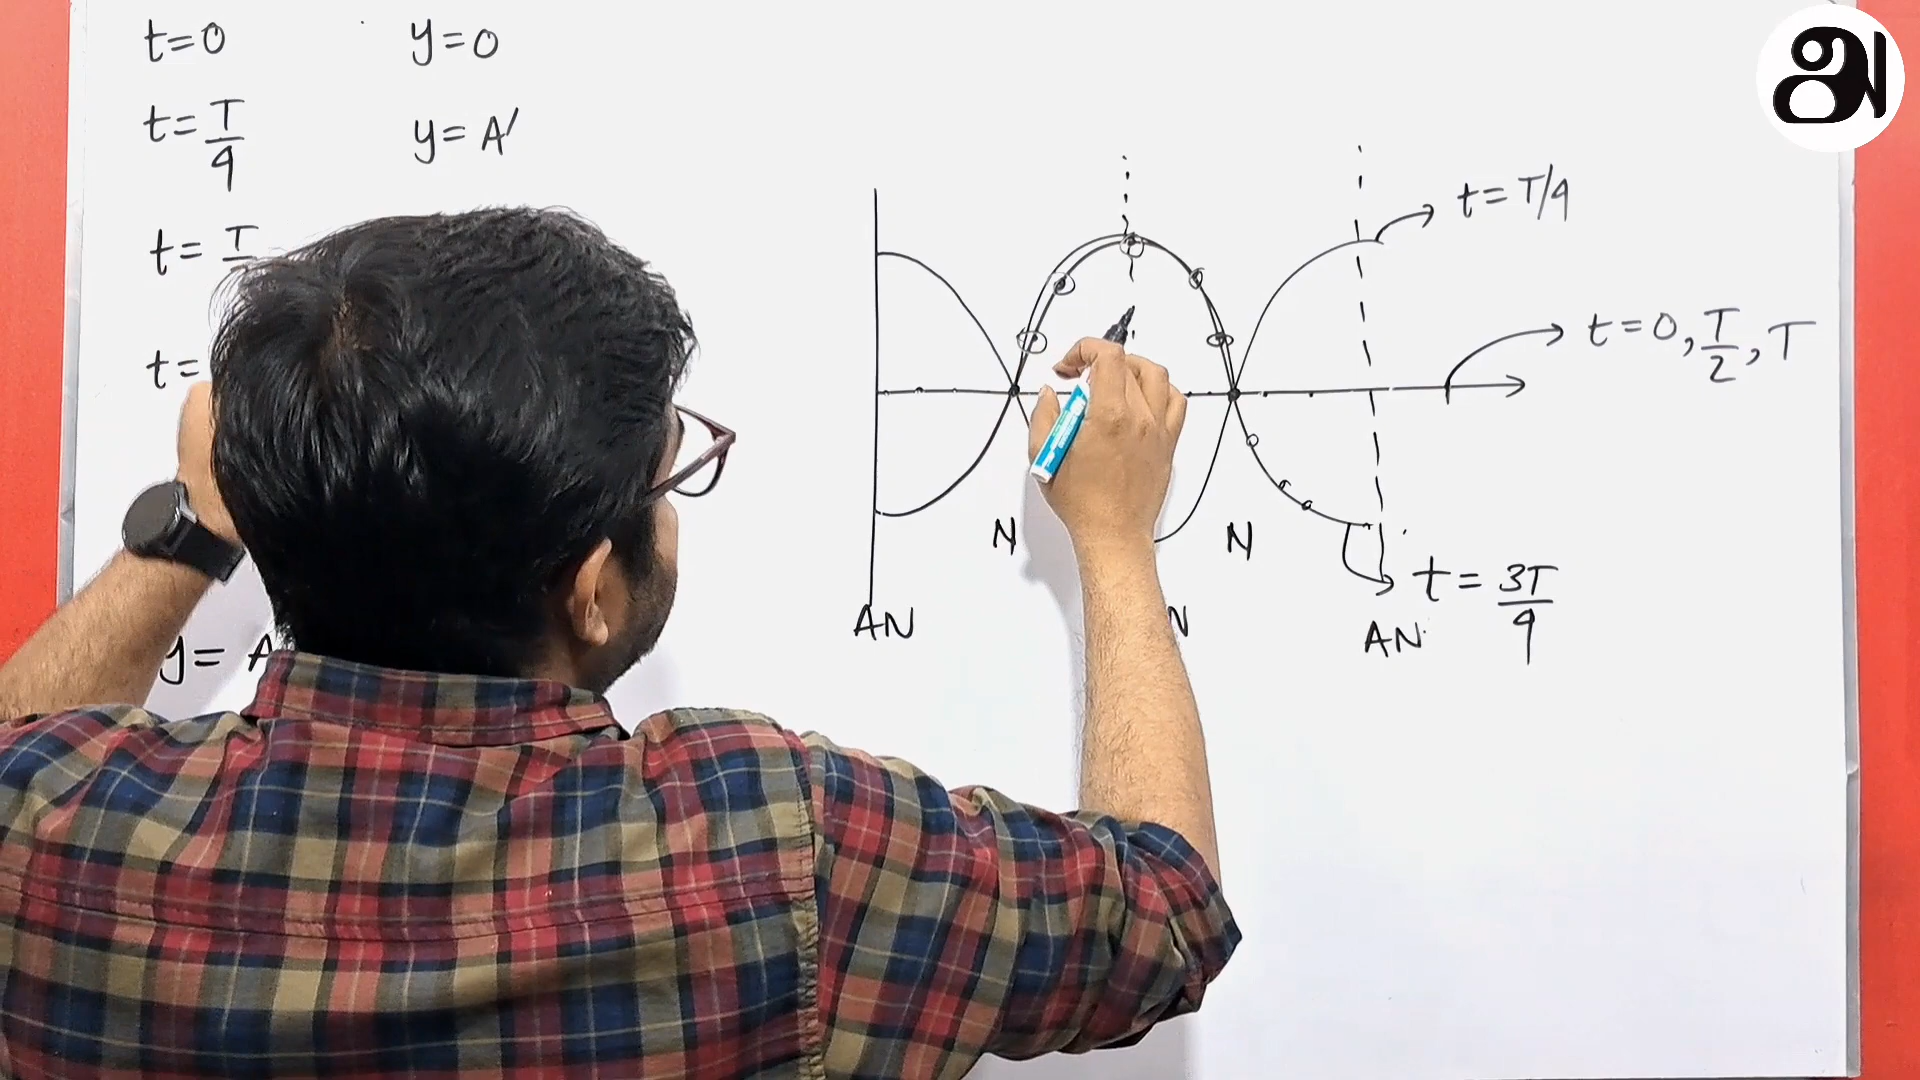 t=0 y=0
t=T/4 y=A'
t=T
t=
y= A
t=T/4
t=0, T/2, T
N N
t=3T/4
AN N AN